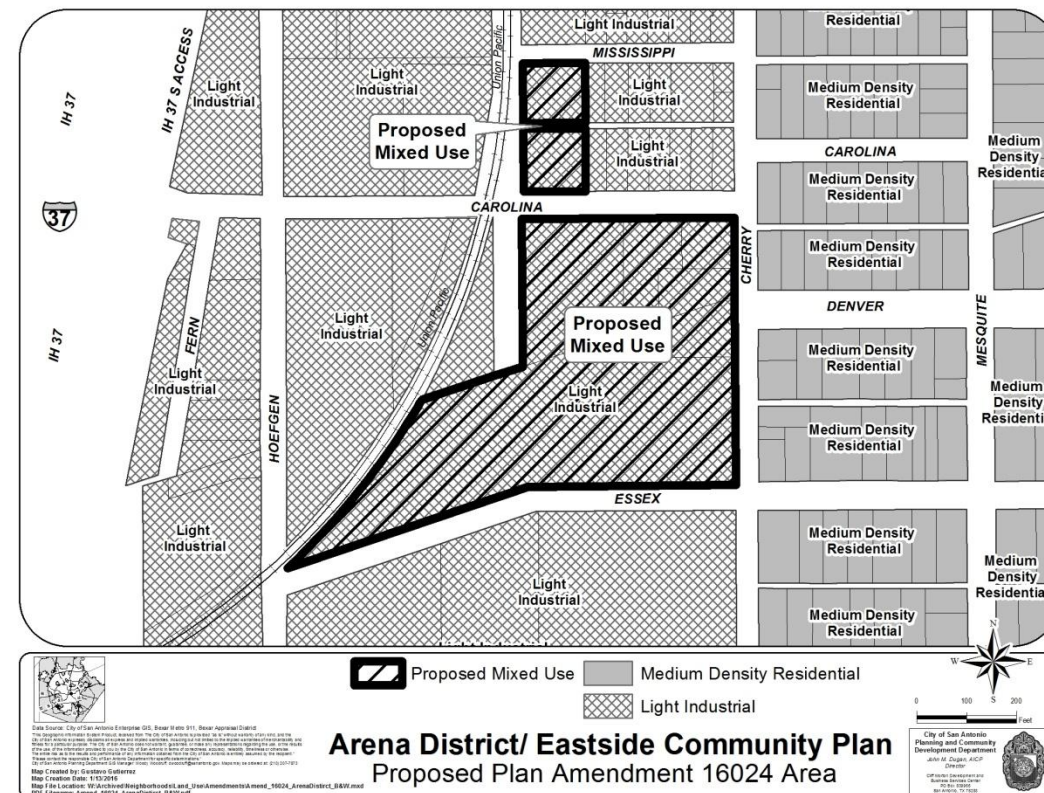 Light Industrial
MISSISSIPPI
IH 37 S ACCESS
Union Pacific
Light
Industrial
Light
Industrial
Light
Industrial
Medium Density
Residential
IH 37
Proposed
Mixed Use
Light
Industrial
CAROLINA
Medium
Density
Medium Density
Residential
37
CAROLINA
CHERRY
Medium Density
Residential
DENVER
MESQUITE
Union Pacific
Light
Industrial
Proposed
Mixed Use
IH 37
FERN
Light
Industrial
Light
Industrial
Medium Density
Residential
Medium
Density
HOEFGEN
Medium Density
Residential
ESSEX
Light
Industrial
Medium Density
Residential
Light
Industrial
Medium
Density
Medium Density
Residential
N
W
E
S
Proposed Mixed Use
Medium Density Residential
Light Industrial
0 100 200
Feet
Data Source: City of San Antonio Enterprise GIS, Bexar Metro 911, Bexar Appraisal District
Map Created by: Gustavo Gutierrez
Map Creation Date: 1/13/2016
Arena District/ Eastside Community Plan
Proposed Plan Amendment 16024 Area
City of San Antonio
Planning and Community
Development Department
John M. Dugan, AICP
Director